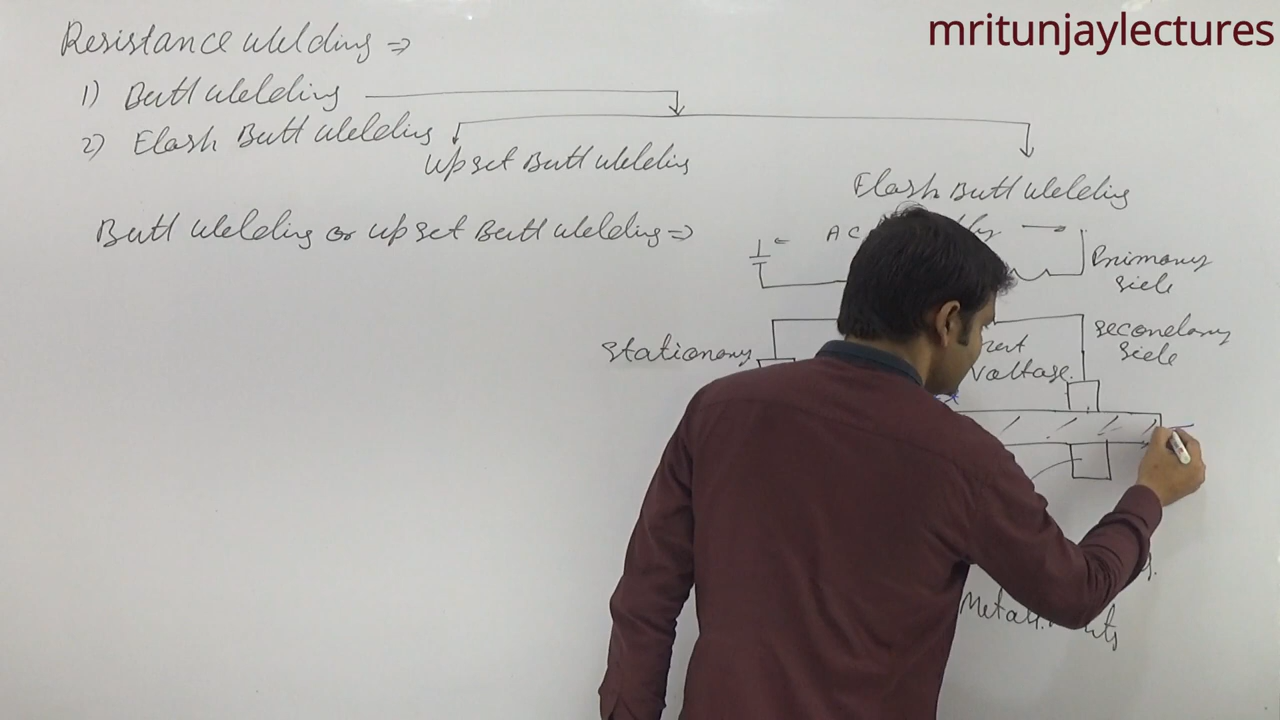 mritunjaylectures
Resistance Welding ⇒
1) Butt Welding
2) Flash Butt Welding
Upset Butt Welding
Flash Butt Welding
Butt Welding or upset Butt Welding ⇒
AC
Primary
side
Stationary
secondary
side
Voltage